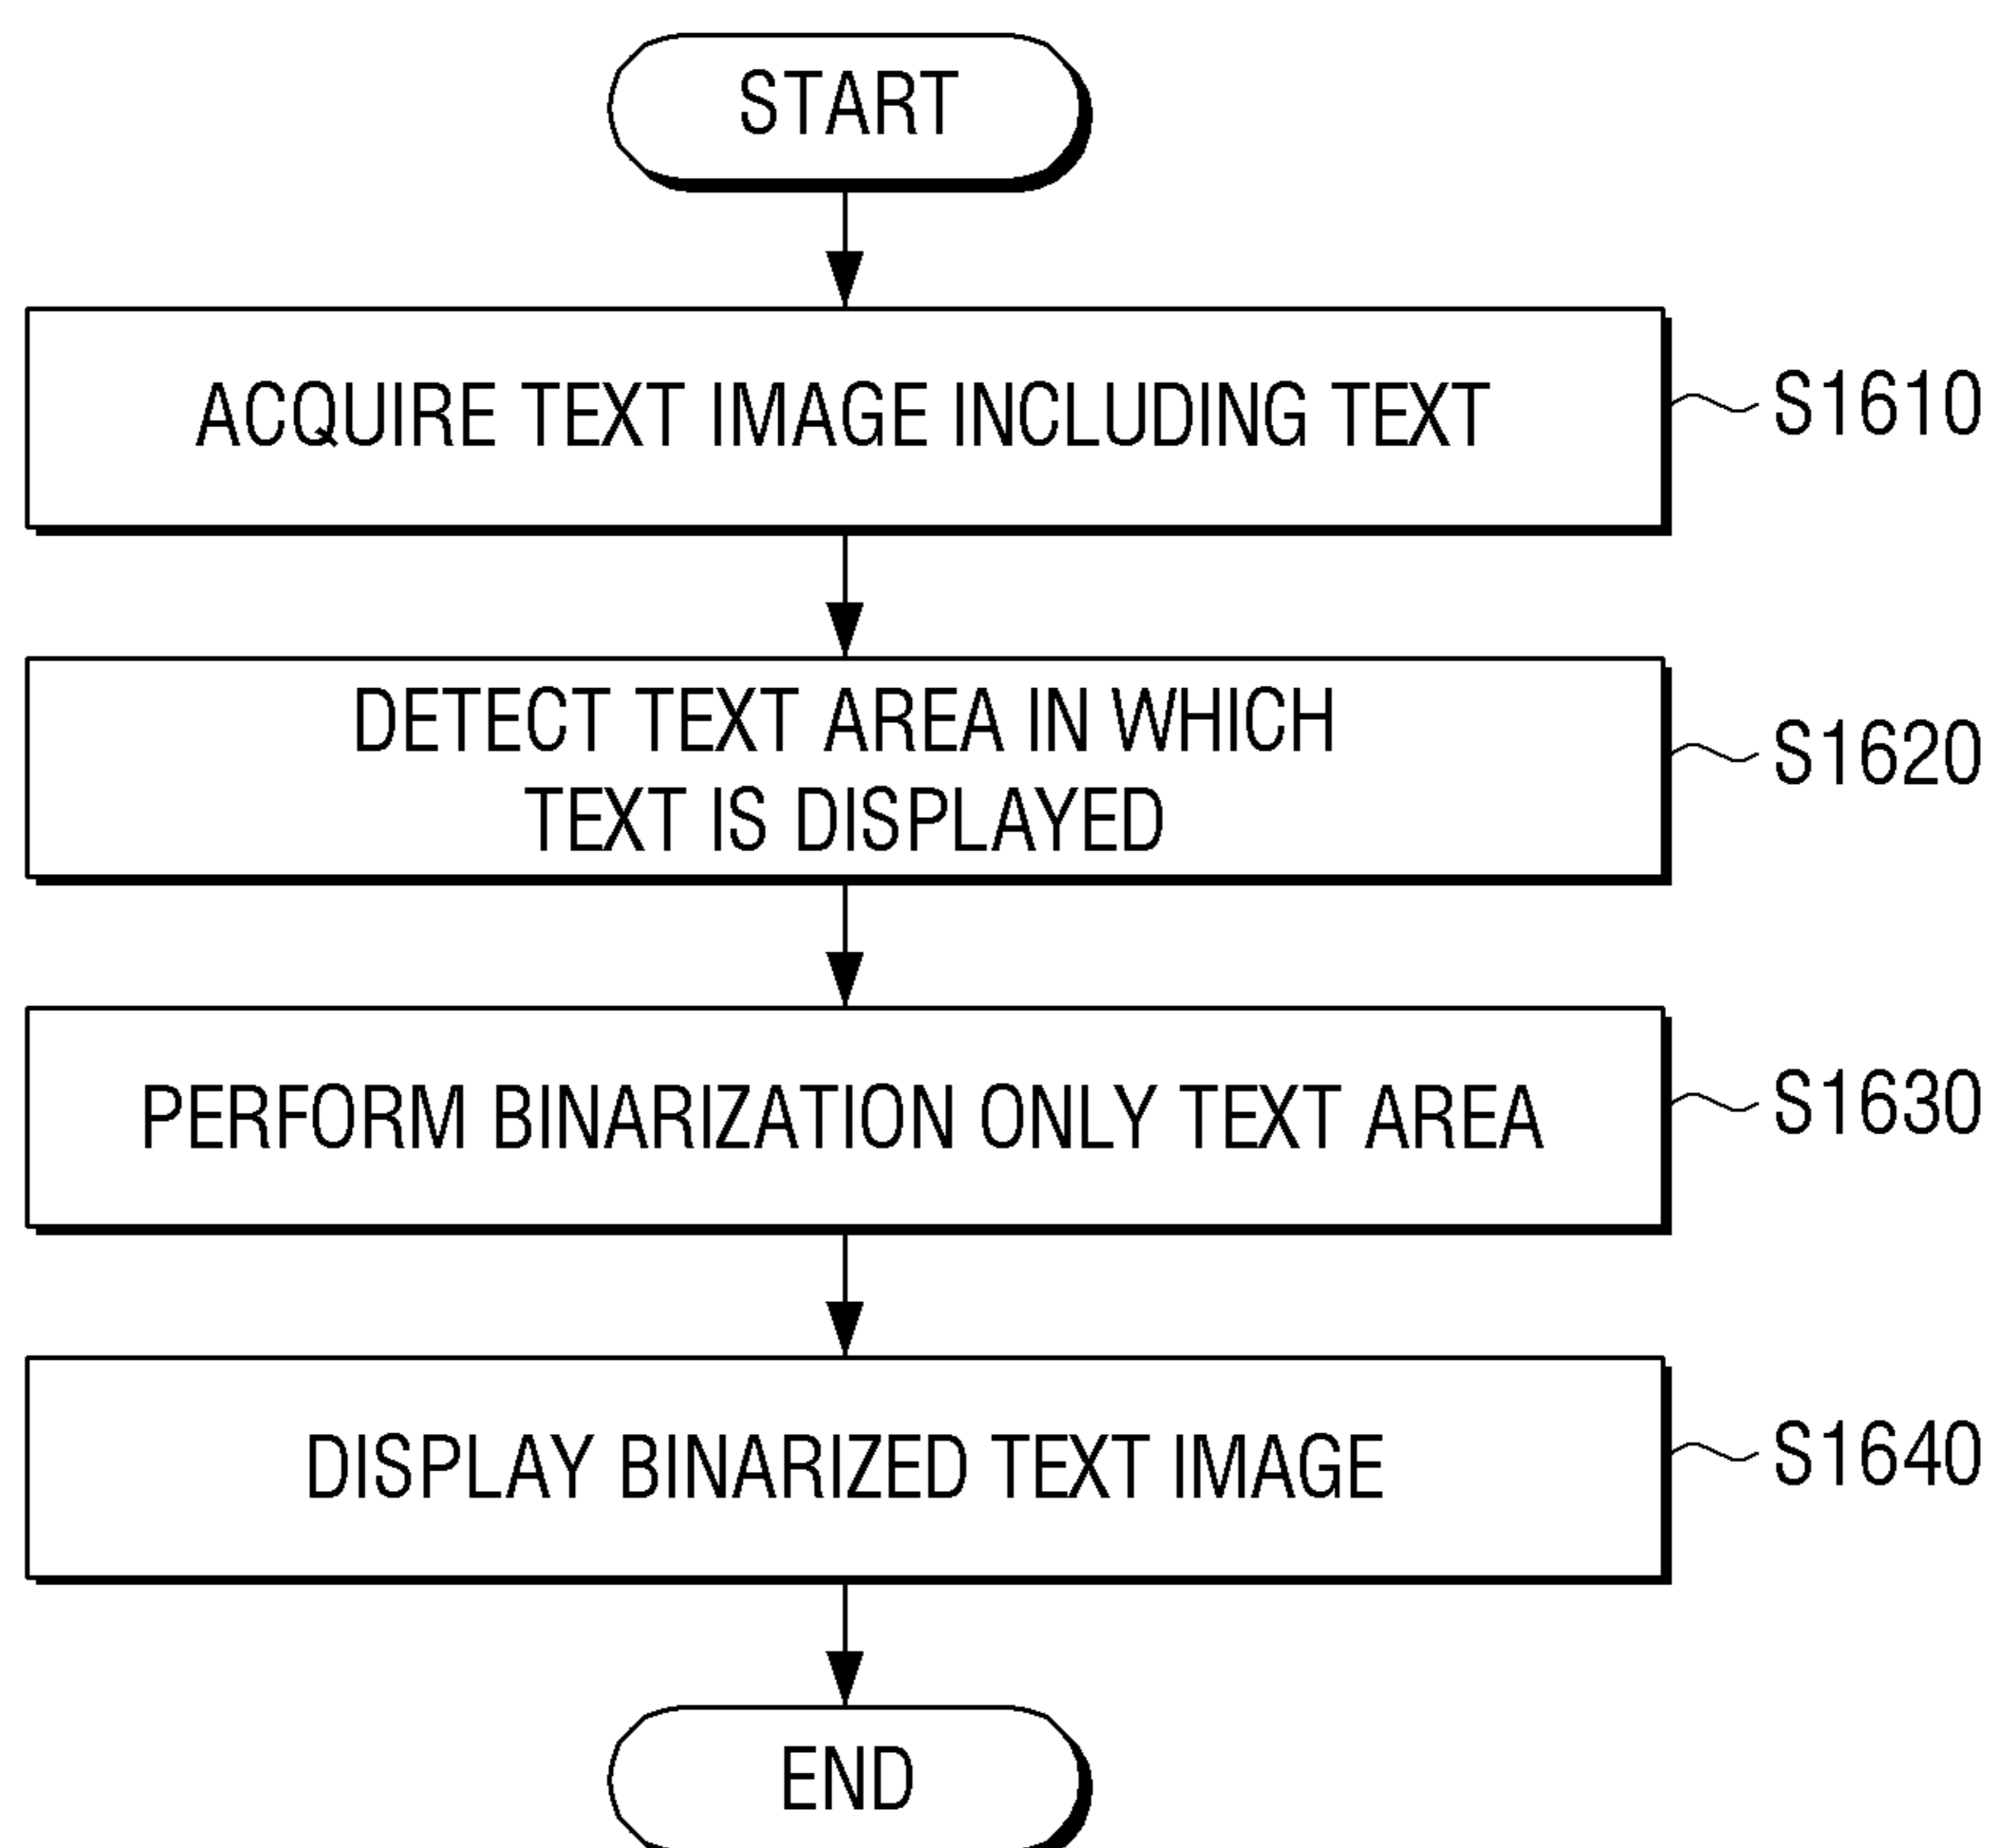 START
ACQUIRE TEXT IMAGE INCLUDING TEXT
S1610
DETECT TEXT AREA IN WHICH
TEXT IS DISPLAYED
S1620
PERFORM BINARIZATION ONLY TEXT AREA
S1630
DISPLAY BINARIZED TEXT IMAGE
S1640
END